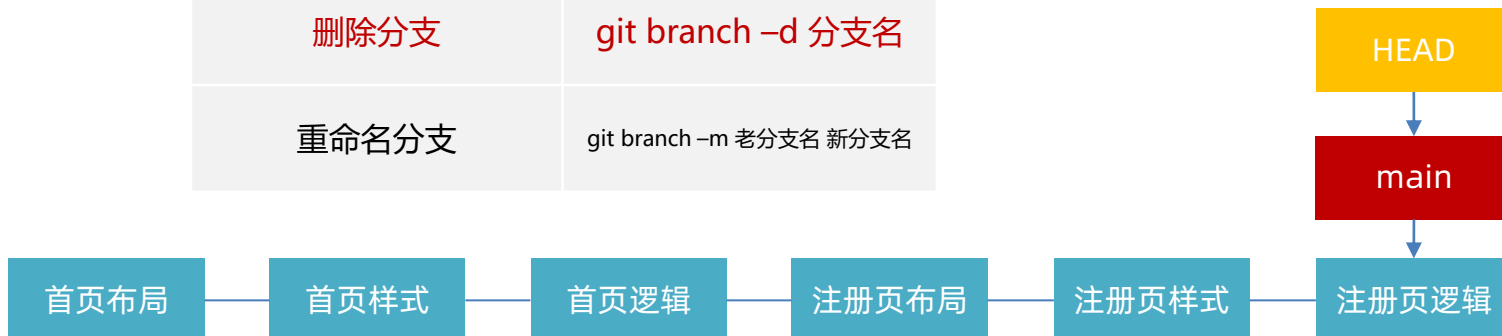 删除分支
git branch –d 分支名
HEAD
重命名分支
git branch –m 老分支名 新分支名
main
首页布局
首页样式
首页逻辑
注册页布局
注册页样式
注册页逻辑